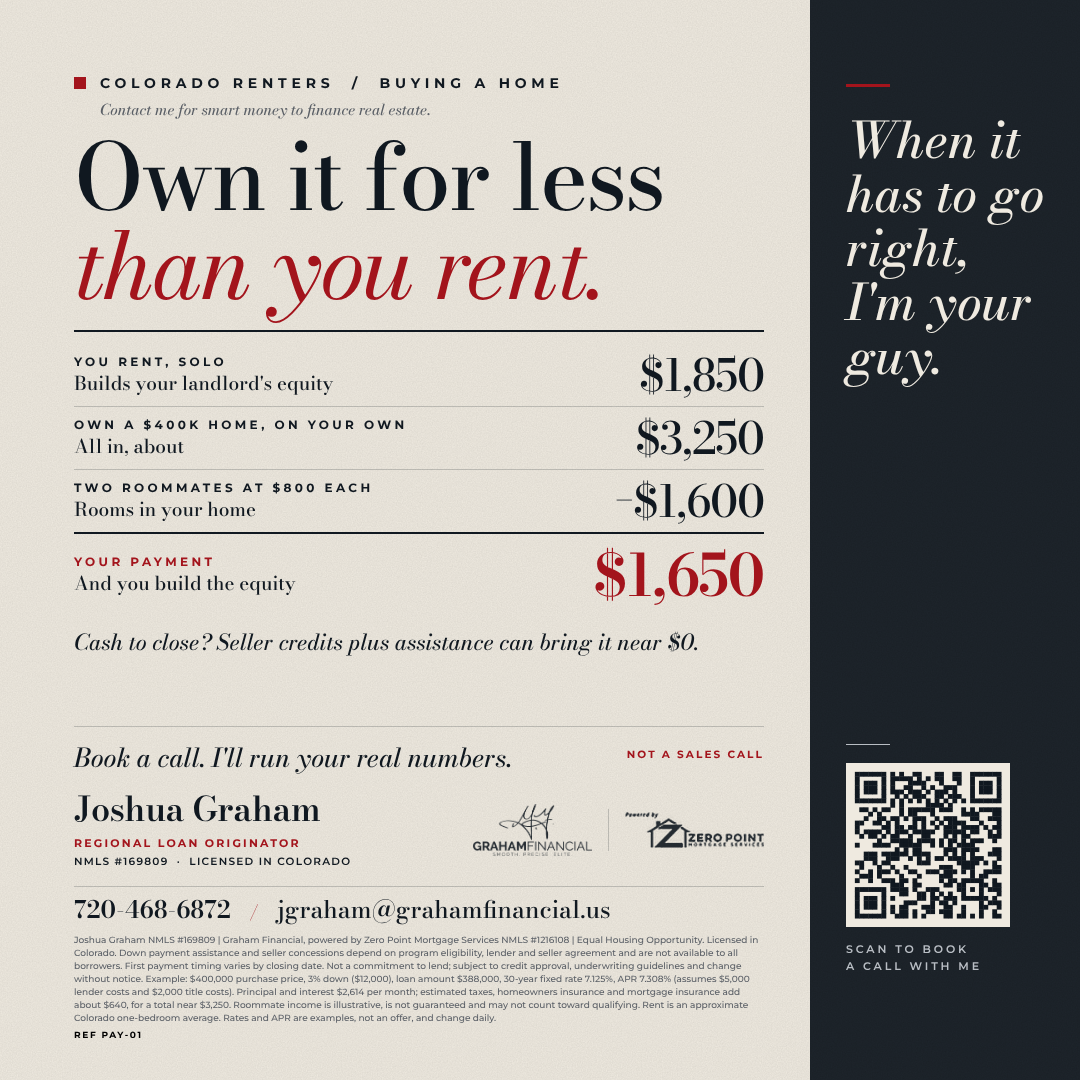 COLORADO RENTERS / BUYING A HOME
Contact me for smart money to finance real estate.
Own it for less
than you rent.
YOU RENT, SOLO
Builds your landlord's equity
$1,850
OWN A $400K HOME, ON YOUR OWN
All in, about
$3,250
TWO ROOMMATES AT $800 EACH
Rooms in your home
–$1,600
YOUR PAYMENT
And you build the equity
$1,650
Cash to close? Seller credits plus assistance can bring it near $0.
Book a call. I'll run your real numbers.
NOT A SALES CALL
Joshua Graham
REGIONAL LOAN ORIGINATOR
NMLS #169809 · LICENSED IN COLORADO
GRAHAMFINANCIAL
SMOOTH. PRECISE. ELITE.
Powered by
ZERO POINT
MORTGAGE SERVICES
720-468-6872 / jgraham@grahamfinancial.us
Joshua Graham NMLS #169809 | Graham Financial, powered by Zero Point Mortgage Services NMLS #1216108 | Equal Housing Opportunity. Licensed in
Colorado. Down payment assistance and seller concessions depend on program eligibility, lender and seller agreement and are not available to all
borrowers. First payment timing varies by closing date. Not a commitment to lend; subject to credit approval, underwriting guidelines and change
without notice. Example: $400,000 purchase price, 3% down ($12,000), loan amount $388,000, 30-year fixed rate 7.125%, APR 7.308% (assumes $5,000
lender costs and $2,000 title costs). Principal and interest $2,614 per month; estimated taxes, homeowners insurance and mortgage insurance add
about $640, for a total near $3,250. Roommate income is illustrative, is not guaranteed and may not count toward qualifying. Rent is an approximate
Colorado one-bedroom average. Rates and APR are examples, not an offer, and change daily.
REF PAY-01
When it
has to go
right,
I'm your
guy.
SCAN TO BOOK
A CALL WITH ME